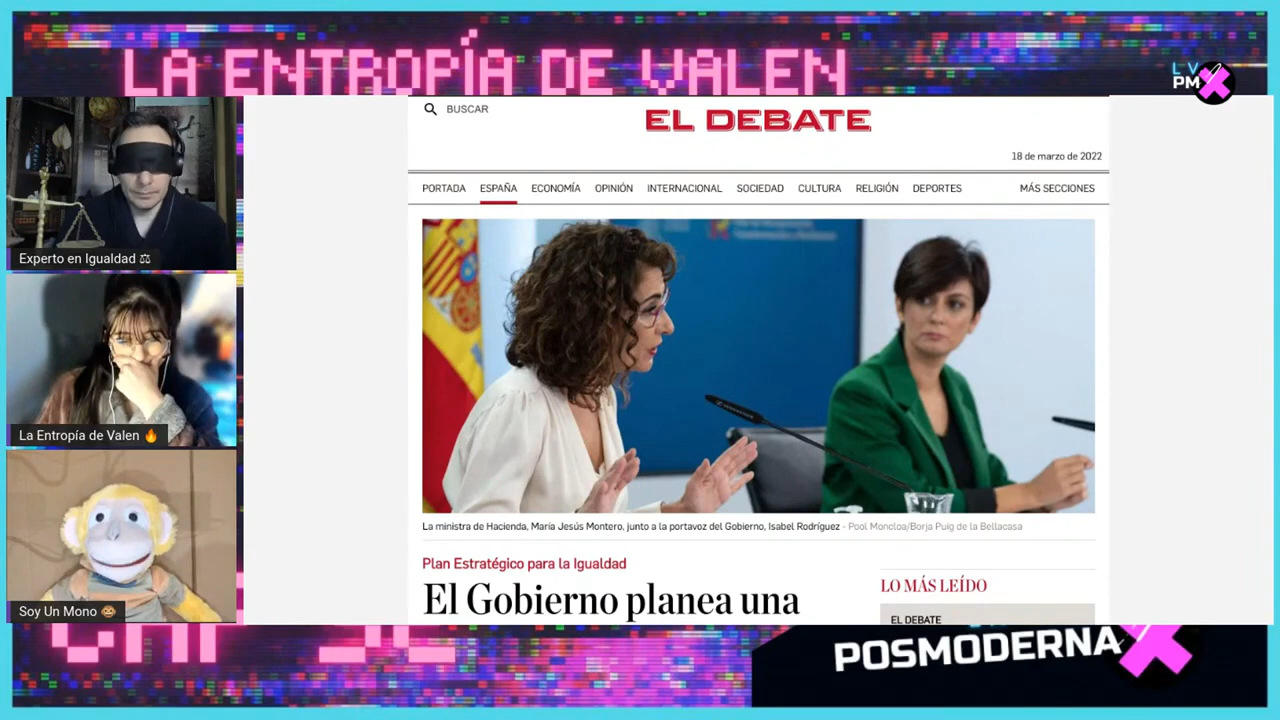 LA ENTROPÍA DE VALEN
LV
PMX
BUSCAR
EL DEBATE
18 de marzo de 2022
PORTADA ESPAÑA ECONOMÍA OPINIÓN INTERNACIONAL SOCIEDAD CULTURA RELIGIÓN DEPORTES MÁS SECCIONES
Experto en Igualdad ⚖
La Entropía de Valen 🔥
Soy Un Mono 🐵
La ministra de Hacienda, María Jesús Montero, junto a la portavoz del Gobierno, Isabel Rodríguez - Pool Moncloa/Borja Puig de la Bellacasa
Plan Estratégico para la Igualdad
El Gobierno planea una
LO MÁS LEÍDO
EL DEBATE
POSMODERNA